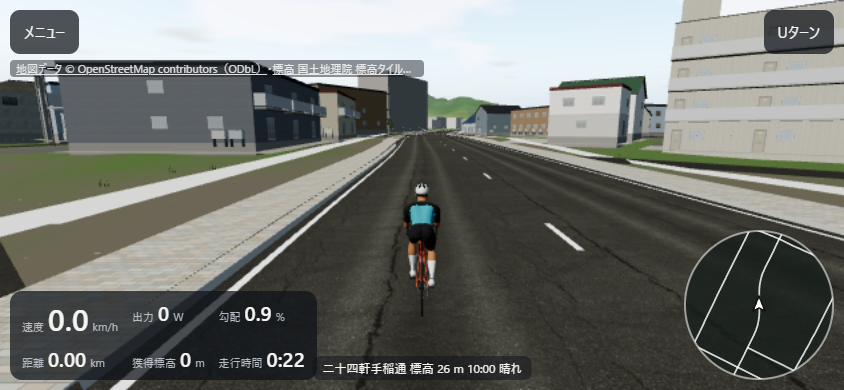 メニュー
Uターン
地図データ © OpenStreetMap contributors（ODbL）・標高 国土地理院 標高タイル...
速度 0.0 km/h
出力 0 W
勾配 0.9 %
距離 0.00 km
獲得標高 0 m
走行時間 0:22
二十四軒手稲通 標高 26 m 10:00 晴れ